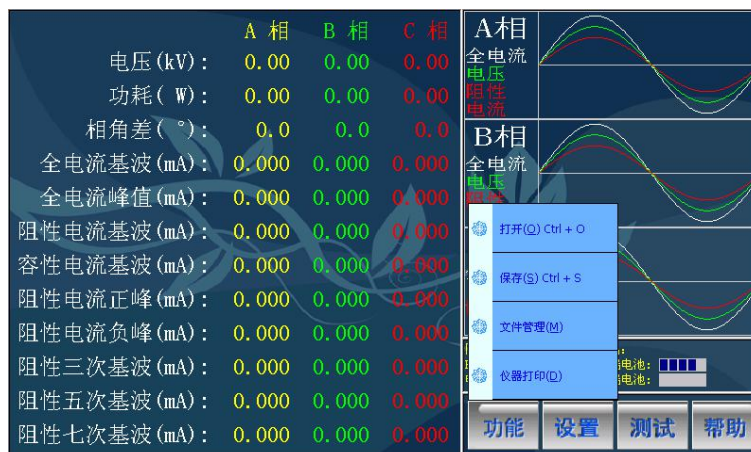 A 相 B 相 C 相
电压(kV): 0.00 0.00 0.00
功耗( W): 0.00 0.00 0.00
相角差( °): 0.0 0.0 0.0
全电流基波(mA): 0.000 0.000 0.000
全电流峰值(mA): 0.000 0.000 0.000
阻性电流基波(mA): 0.000 0.000 0.000
容性电流基波(mA): 0.000 0.000 0.000
阻性电流正峰(mA): 0.000 0.000 0.000
阻性电流负峰(mA): 0.000 0.000 0.000
阻性三次基波(mA): 0.000 0.000 0.000
阻性五次基波(mA): 0.000 0.000 0.000
阻性七次基波(mA): 0.000 0.000 0.000
A相
全电流
电压
阻性
电流
B相
全电流
电压
阻性
打开(O) Ctrl + O
保存(S) Ctrl + S
文件管理(M)
仪器打印(D)
电池:
电池:
功能 设置 测试 帮助